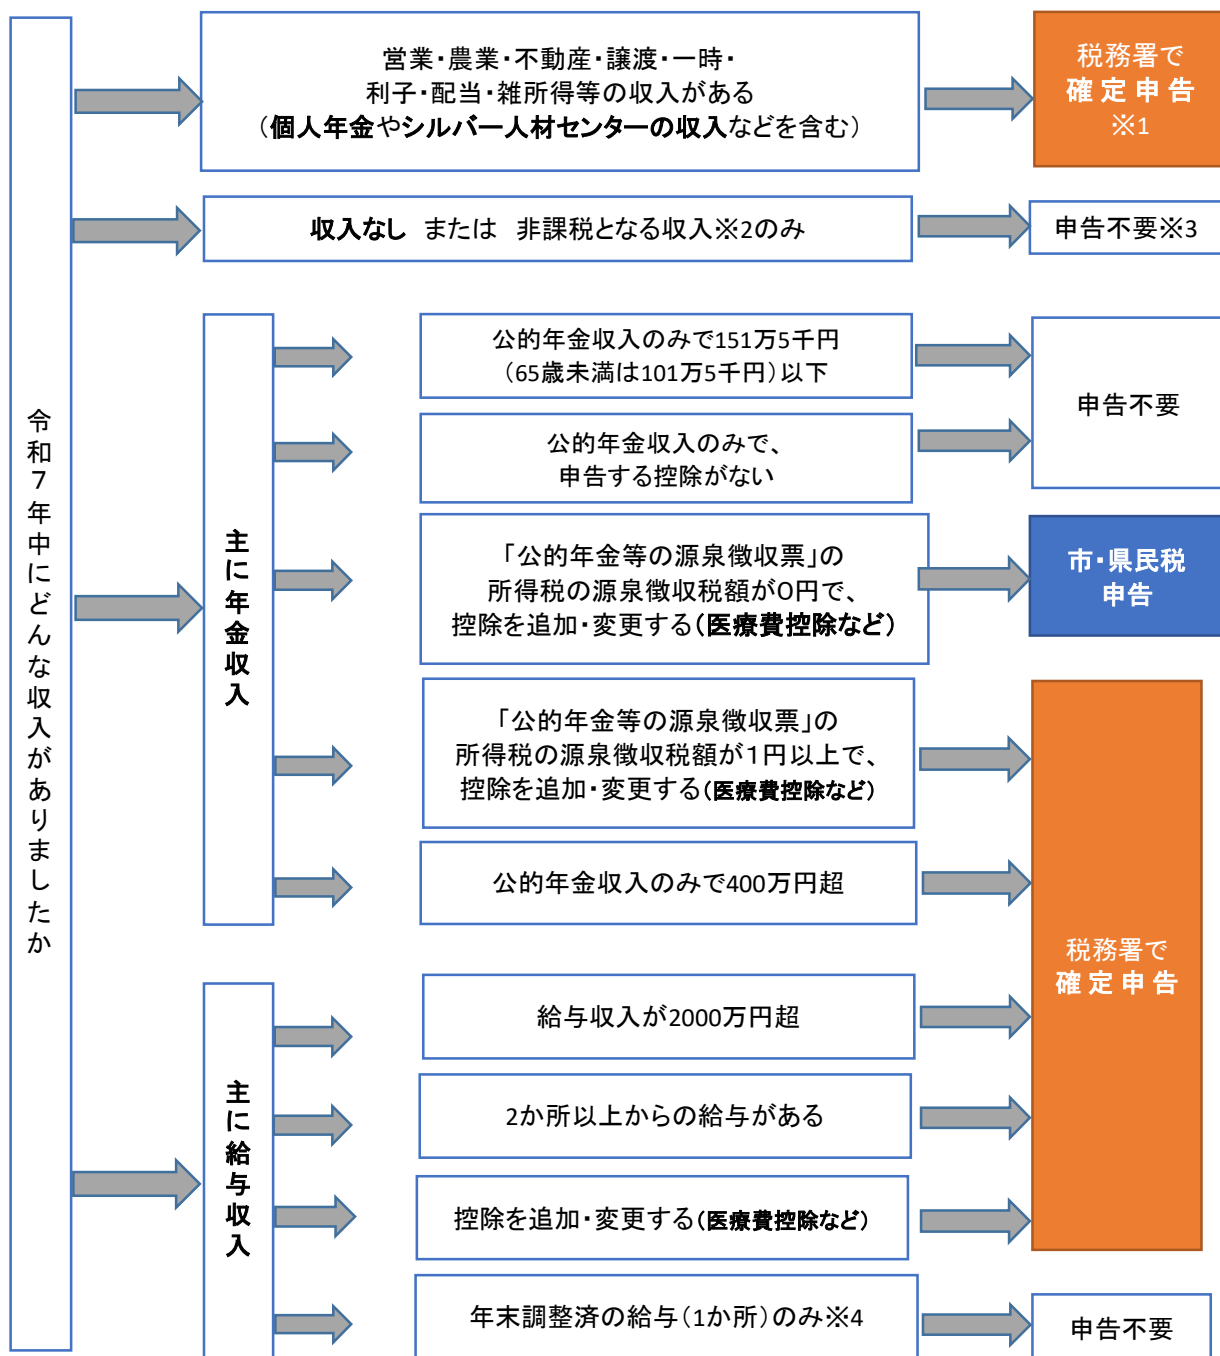 令和７年中にどんな収入がありましたか
営業・農業・不動産・譲渡・一時・
利子・配当・雑所得等の収入がある
（個人年金やシルバー人材センターの収入などを含む）
税務署で
確定申告
※1
収入なし　または　非課税となる収入※2のみ
申告不要※3
主に年金収入
公的年金収入のみで151万5千円
（65歳未満は101万5千円）以下
公的年金収入のみで、
申告する控除がない
申告不要
「公的年金等の源泉徴収票」の
所得税の源泉徴収税額が0円で、
控除を追加・変更する（医療費控除など）
市・県民税
申告
「公的年金等の源泉徴収票」の
所得税の源泉徴収税額が１円以上で、
控除を追加・変更する（医療費控除など）
公的年金収入のみで400万円超
税務署で
確定申告
主に給与収入
給与収入が2000万円超
2か所以上からの給与がある
控除を追加・変更する（医療費控除など）
年末調整済の給与（1か所）のみ※4
申告不要